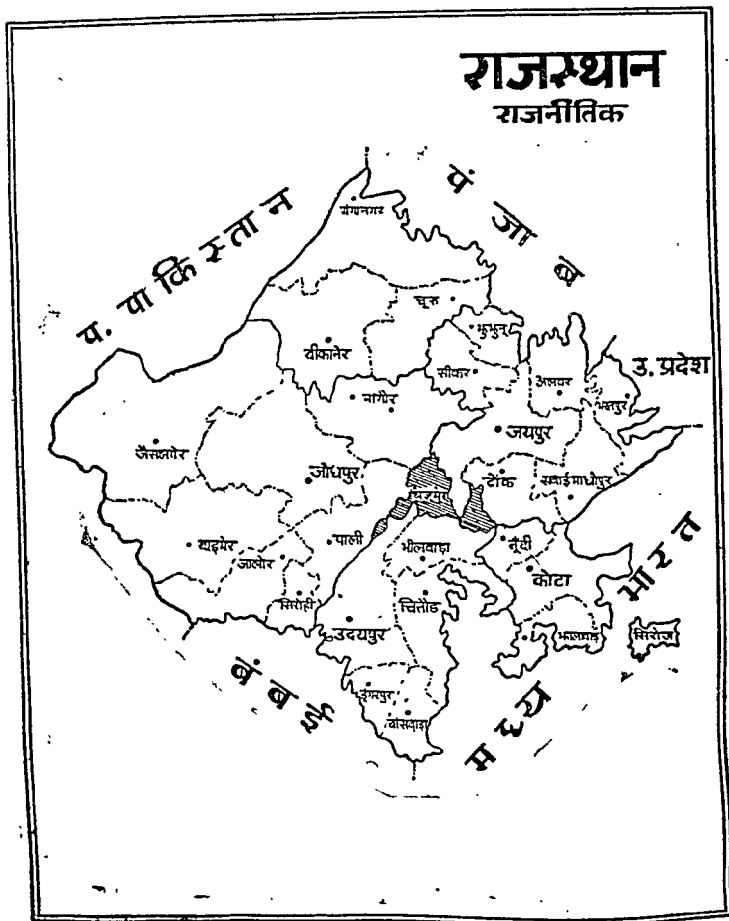 राजस्थान
राजनीतिक
पंजाब
प. पाकिस्तान
गंगानगर
चूरु
झुंझुनू
बीकानेर
सीकर
अलवर
उ. प्रदेश
भरतपुर
नागौर
जयपुर
जैसलमेर
जोधपुर
अजमेर
टोंक
सवाई माधोपुर
बाड़मेर
जालोर
पाली
भीलवाड़ा
बूँदी
कोटा
सिरोही
चितौड़
उदयपुर
झालावाड़
सिरोंज
बंबई
डूंगरपुर
बांसवाड़ा
मध्य भारत